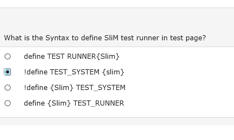 What is the Syntax to define SliM test runner in test page?
define TEST RUNNER{Slim}
!define TEST_SYSTEM {slim}
!define {Slim} TEST_SYSTEM
define {Slim} TEST_RUNNER